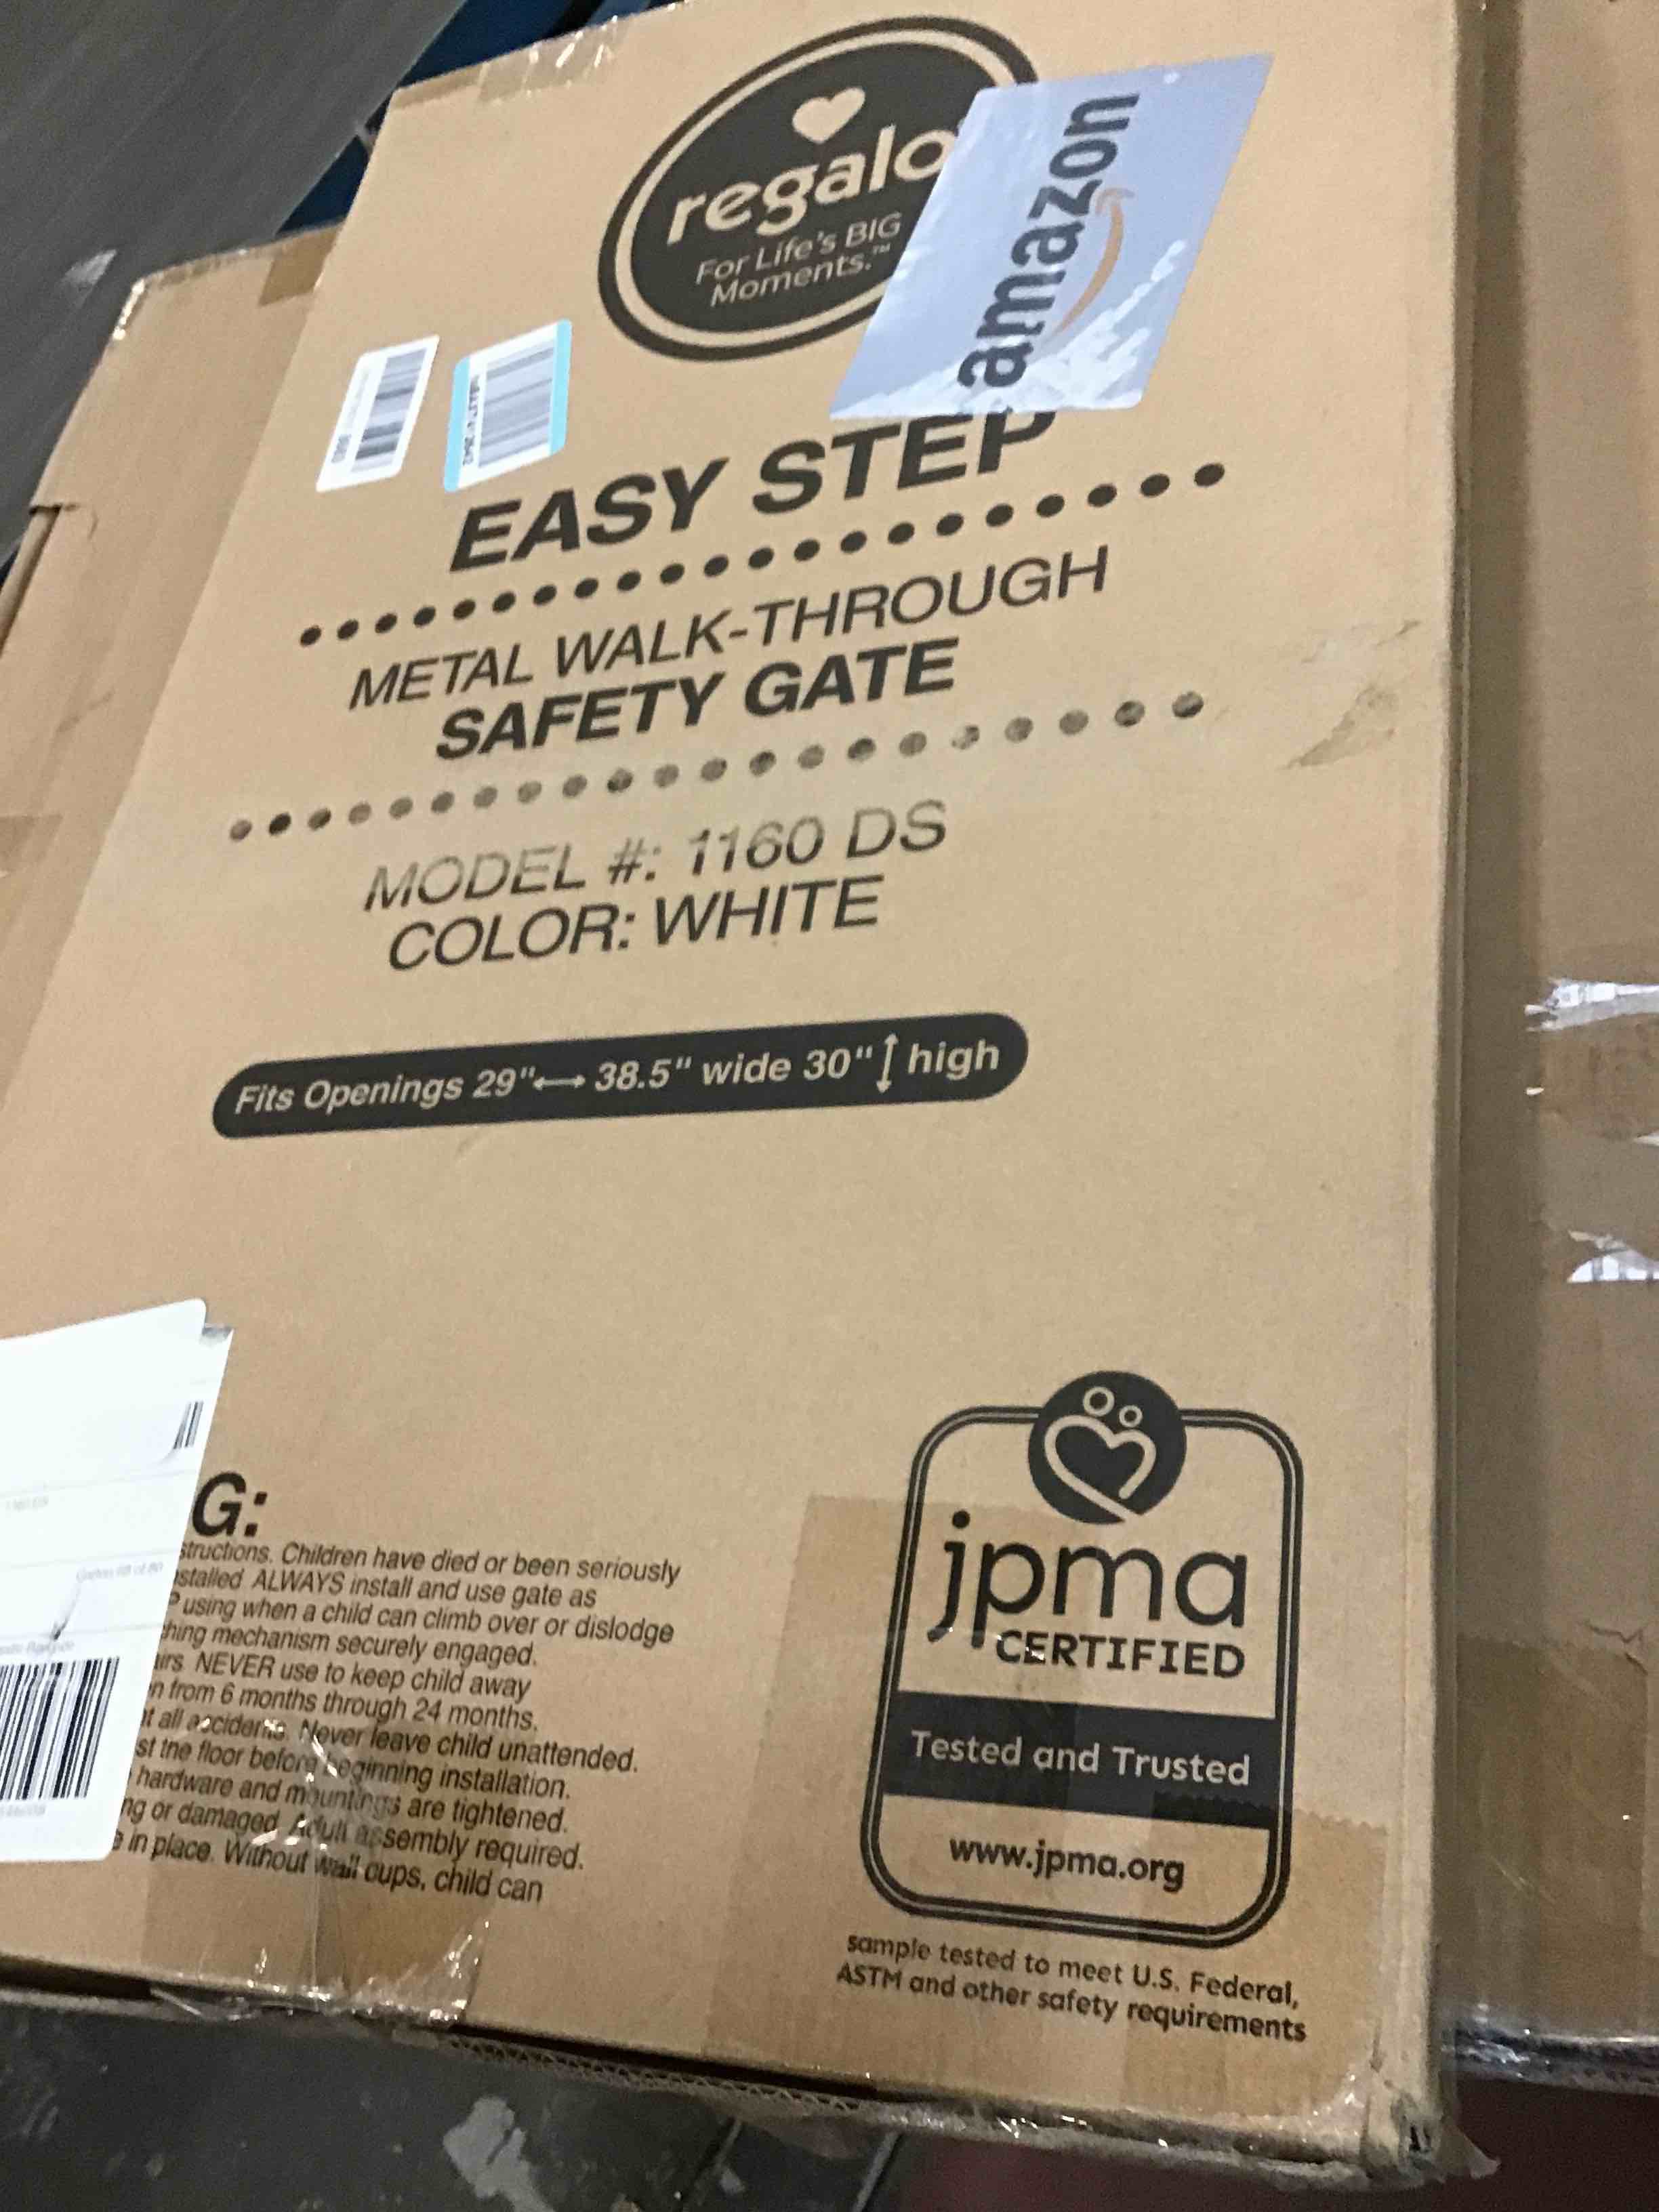 regalo
For Life's BIG
Moments.™
amazon
EASY STEP
METAL WALK-THROUGH
SAFETY GATE
MODEL #: 1160 DS
COLOR: WHITE
Fits Openings 29"↔ 38.5" wide 30"↕ high
G:
structions. Children have died or been seriously
nstalled ALWAYS install and use gate as
P using when a child can climb over or dislodge
hing mechanism securely engaged.
irs. NEVER use to keep child away
n from 6 months through 24 months.
t all accidents. Never leave child unattended.
st the floor before beginning installation.
hardware and mountings are tightened.
ng or damaged. Adult assembly required.
e in place. Without wall cups, child can
jpma
CERTIFIED
Tested and Trusted
www.jpma.org
sample tested to meet U.S. Federal,
ASTM and other safety requirements